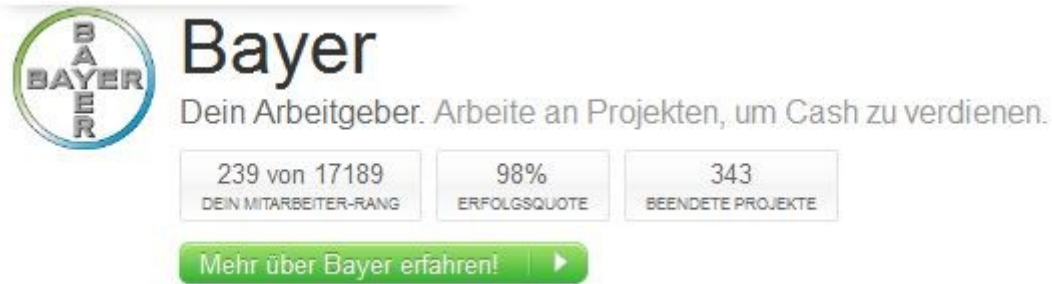 BAYER
BAYER
Bayer
Dein Arbeitgeber. Arbeite an Projekten, um Cash zu verdienen.
239 von 17189
DEIN MITARBEITER-RANG
98%
ERFOLGSQUOTE
343
BEENDETE PROJEKTE
Mehr über Bayer erfahren!